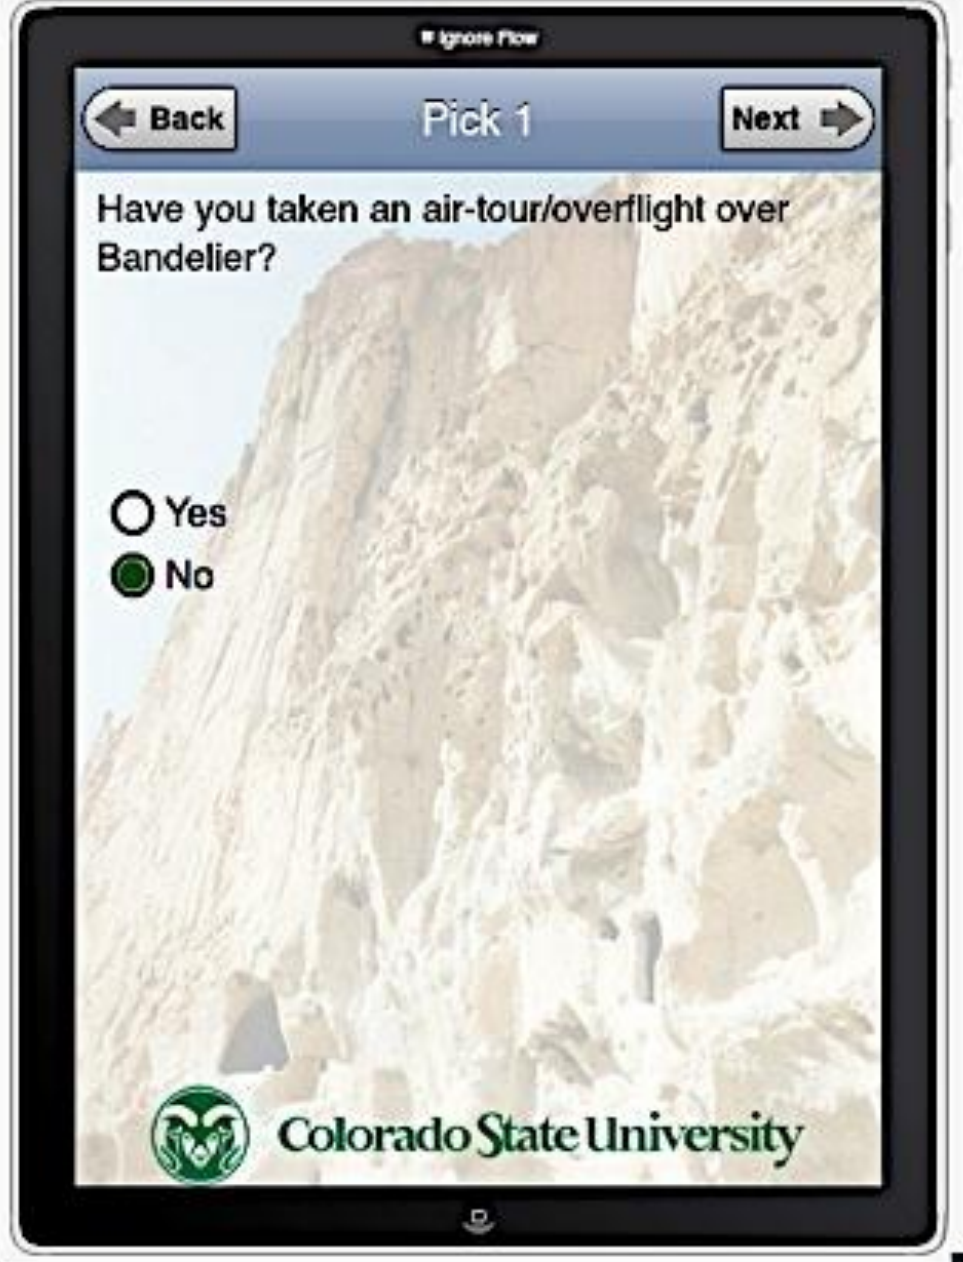 Ignore Flow
Back
Pick 1
Next
Have you taken an air-tour/overflight over
Bandelier?
Yes
No
Colorado State University